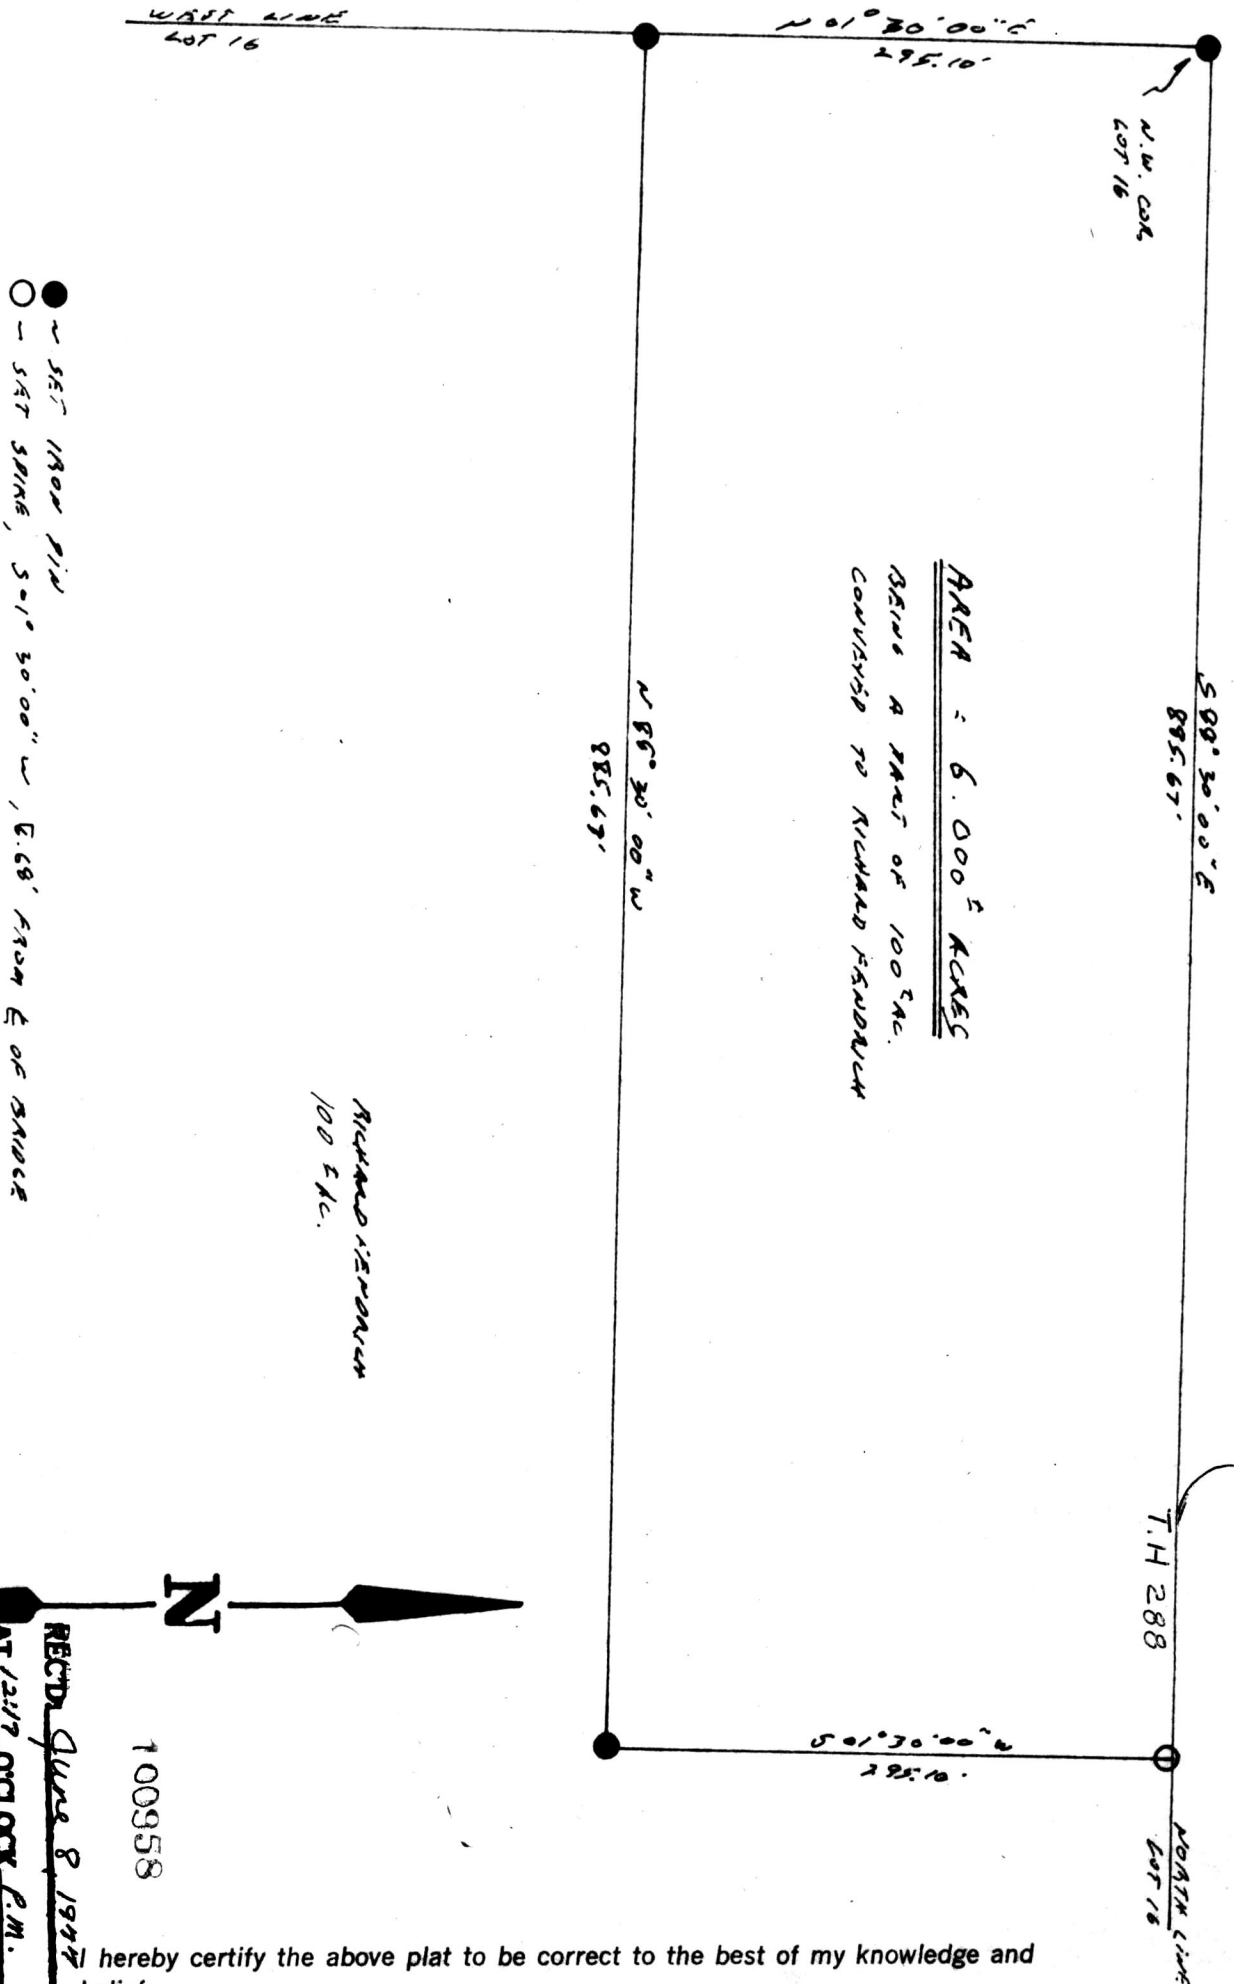 S 88° 30' 00" E
885.67'
T.H 288
NORTH LINE
LOT 16
N.W. COR.
LOT 16
N 01° 30' 00" E
295.10'
AREA = 6.000± ACRES
BEING A PART OF 100± AC.
CONVEYED TO RICHARD FENDRICH
S 01° 30' 00" W
295.10'
N 88° 30' 00" W
885.67'
WEST LINE
LOT 16
RICHARD FENDRICH
100± AC.
N
● ~ SET IRON PIN
○ ~ SET SPIKE, S 01° 30' 00" W, FROM ℄ OF BRIDGE
100958
RECD. June 8, 19
AT 12:17 O'CLOCK P.M.
I hereby certify the above plat to be correct to the best of my knowledge and